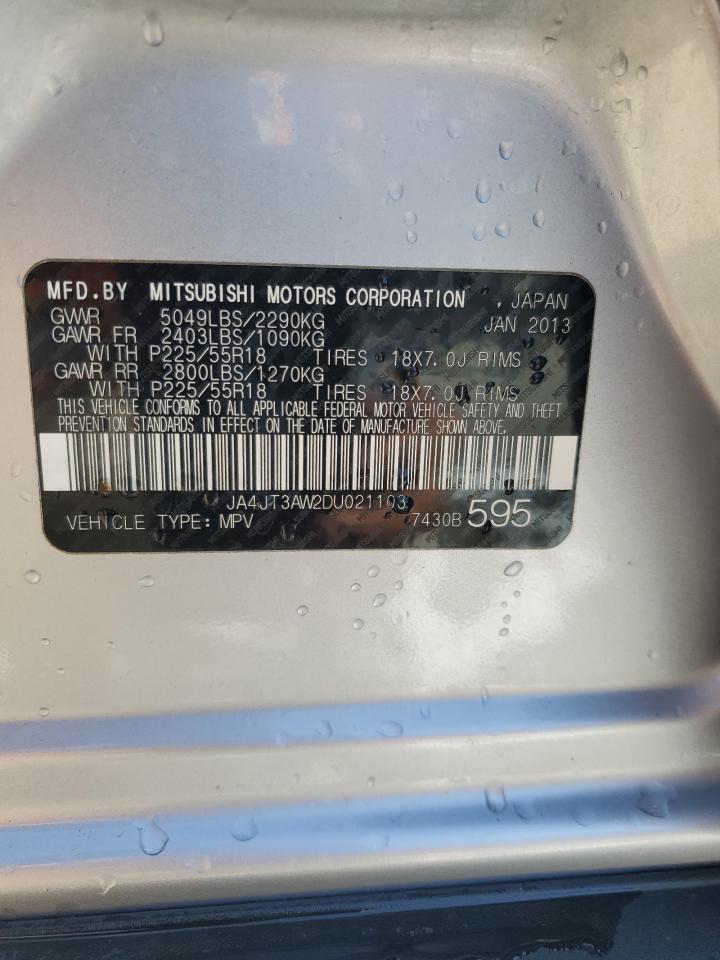 MFD.BY MITSUBISHI MOTORS CORPORATION , JAPAN
GVWR 5049LBS/2290KG JAN 2013
GAWR FR 2403LBS/1090KG
WITH P225/55R18 TIRES 18X7.0J RIMS
GAWR RR 2800LBS/1270KG
WITH P225/55R18 TIRES 18X7.0J RIMS
THIS VEHICLE CONFORMS TO ALL APPLICABLE FEDERAL MOTOR VEHICLE SAFETY AND THEFT
PREVENTION STANDARDS IN EFFECT ON THE DATE OF MANUFACTURE SHOWN ABOVE.
JA4JT3AW2DU021103
VEHICLE TYPE: MPV 7430B 595